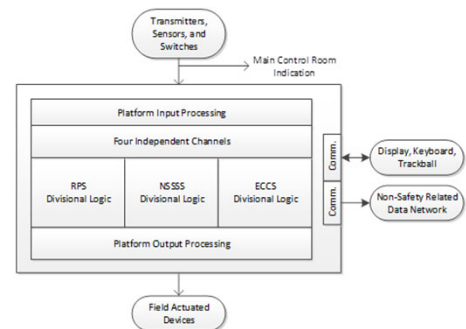 Transmitters,
Sensors, and
Switches
Main Control Room
Indication
Platform Input Processing
Four Independent Channels
RPS
Divisional Logic
NSSSS
Divisional Logic
ECCS
Divisional Logic
Platform Output Processing
Comm.
Comm.
Display, Keyboard,
Trackball
Non-Safety Related
Data Network
Field Actuated
Devices